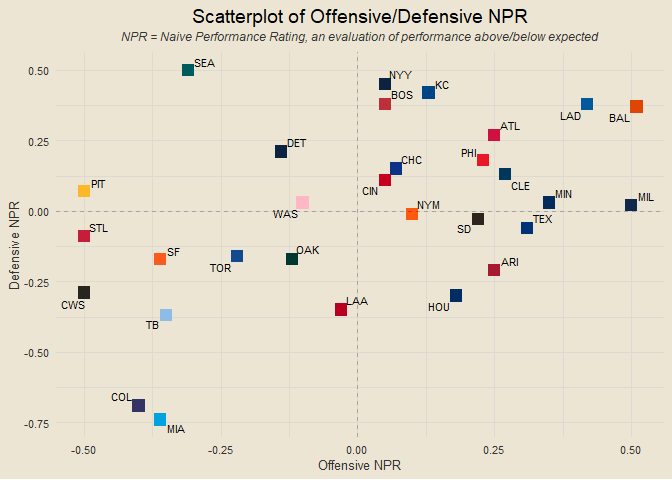 Scatterplot of Offensive/Defensive NPR
NPR = Naive Performance Rating, an evaluation of performance above/below expected
0.50
0.25
0.00
-0.25
-0.50
-0.75
Defensive NPR
SEA
NYY
KC
BOS
LAD
BAL
ATL
DET
PHI
CHC
CLE
PIT
CIN
MIN
MIL
WAS
NYM
SD
TEX
STL
SF
TOR
OAK
ARI
CWS
LAA
HOU
TB
COL
MIA
-0.50
-0.25
0.00
0.25
0.50
Offensive NPR